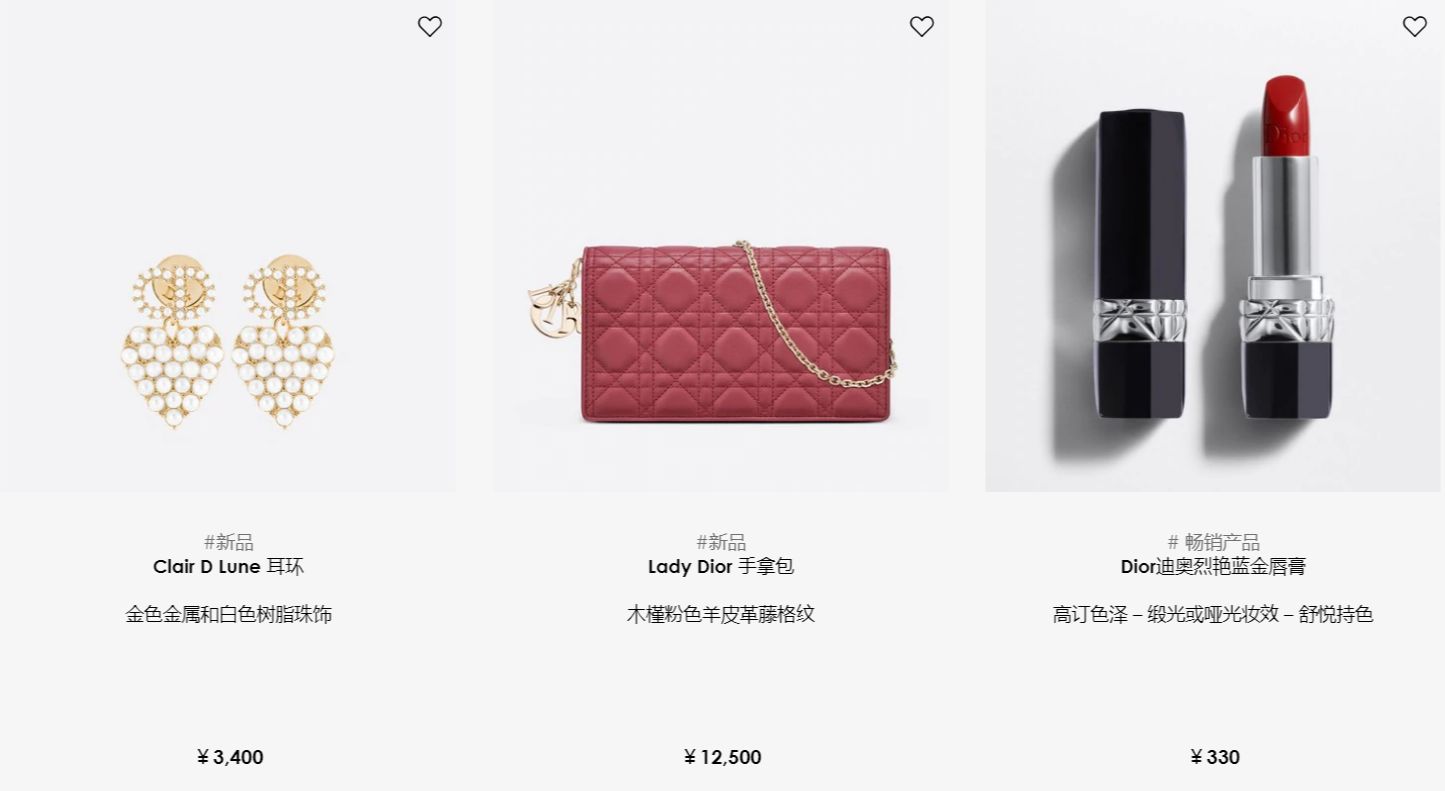 Dior
#新品
Clair D Lune 耳环
金色金属和白色树脂珠饰
¥ 3,400
#新品
Lady Dior 手拿包
木槿粉色羊皮革藤格纹
¥ 12,500
# 畅销产品
Dior迪奥烈艳蓝金唇膏
高订色泽 – 缎光或哑光妆效 – 舒悦持色
¥ 330